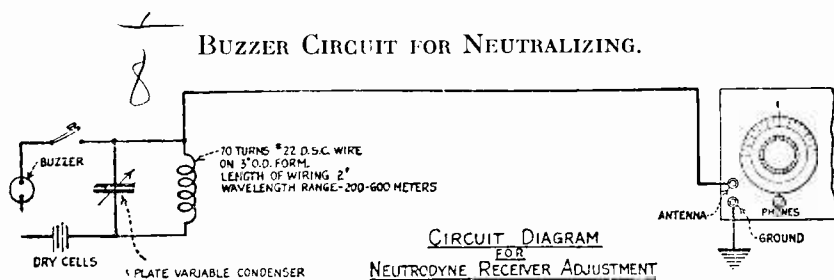 8
BUZZER CIRCUIT FOR NEUTRALIZING.
70 TURNS #22 D.S.C. WIRE
ON 3" O.D. FORM.
LENGTH OF WIRING 2"
WAVELENGTH RANGE-200-600 METERS
BUZZER
DRY CELLS
PLATE VARIABLE CONDENSER
ANTENNA
PHONES
GROUND
CIRCUIT DIAGRAM
FOR
NEUTRODYNE RECEIVER ADJUSTMENT